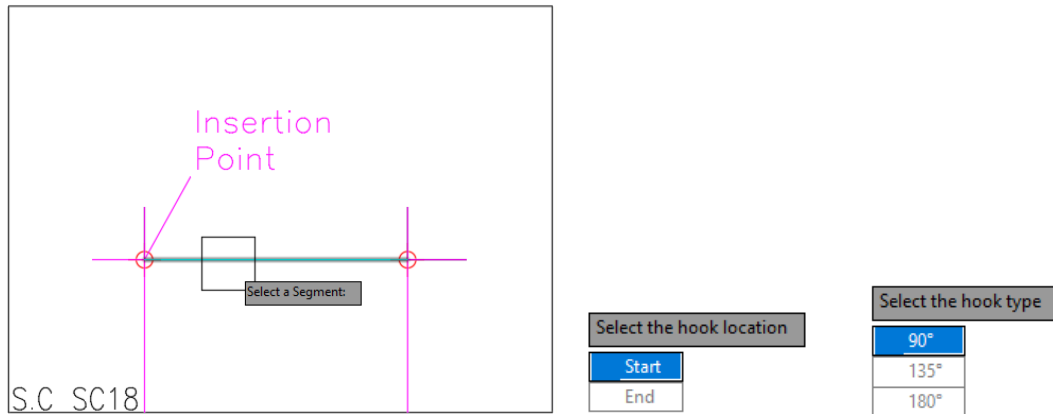 Insertion
Point
Select a Segment:
S.C SC18
Select the hook location
Start
End
Select the hook type
90°
135°
180°